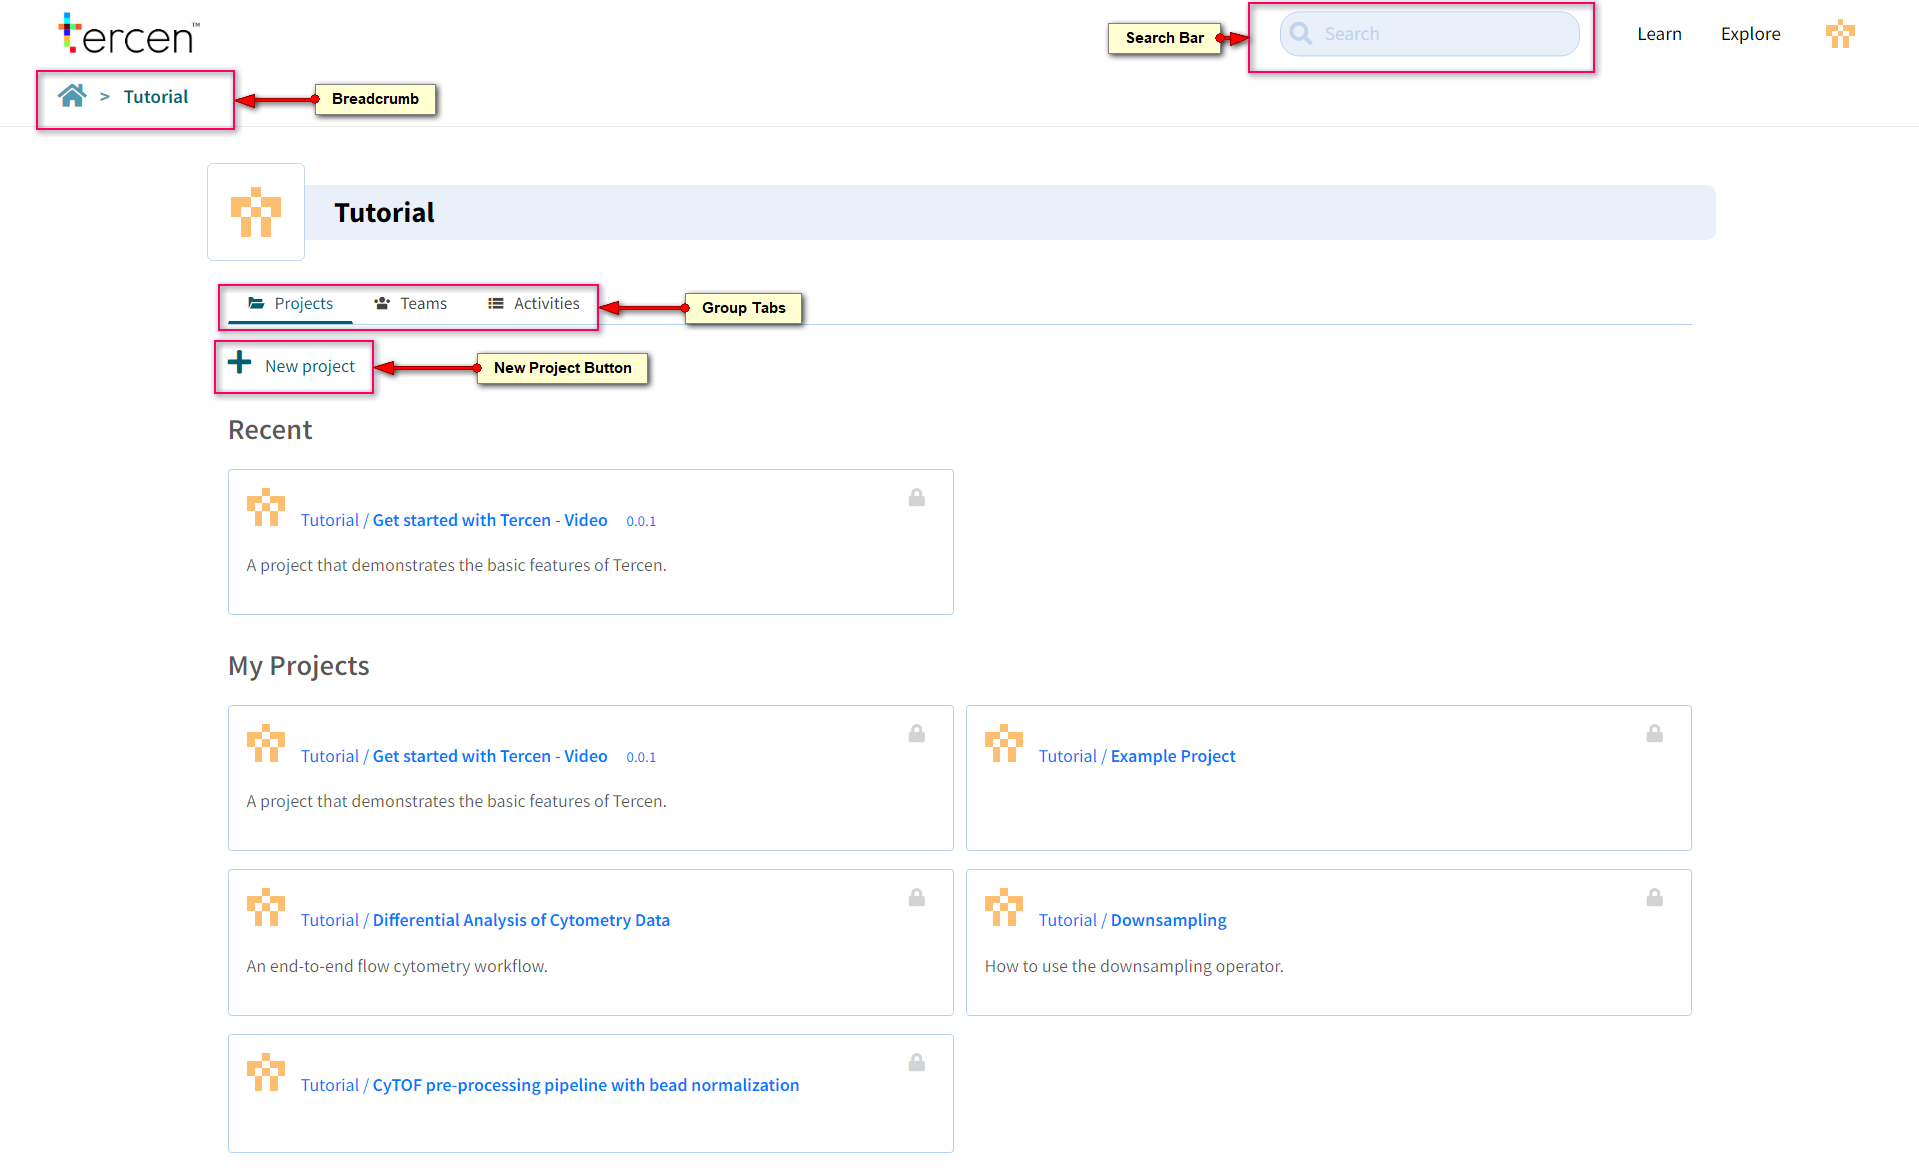 tercen™
Search Bar
Search
Learn
Explore
> Tutorial
Breadcrumb
Tutorial
Projects
Teams
Activities
Group Tabs
New project
New Project Button
Recent
Tutorial / Get started with Tercen - Video 0.0.1
A project that demonstrates the basic features of Tercen.
My Projects
Tutorial / Get started with Tercen - Video 0.0.1
A project that demonstrates the basic features of Tercen.
Tutorial / Example Project
Tutorial / Differential Analysis of Cytometry Data
An end-to-end flow cytometry workflow.
Tutorial / Downsampling
How to use the downsampling operator.
Tutorial / CyTOF pre-processing pipeline with bead normalization